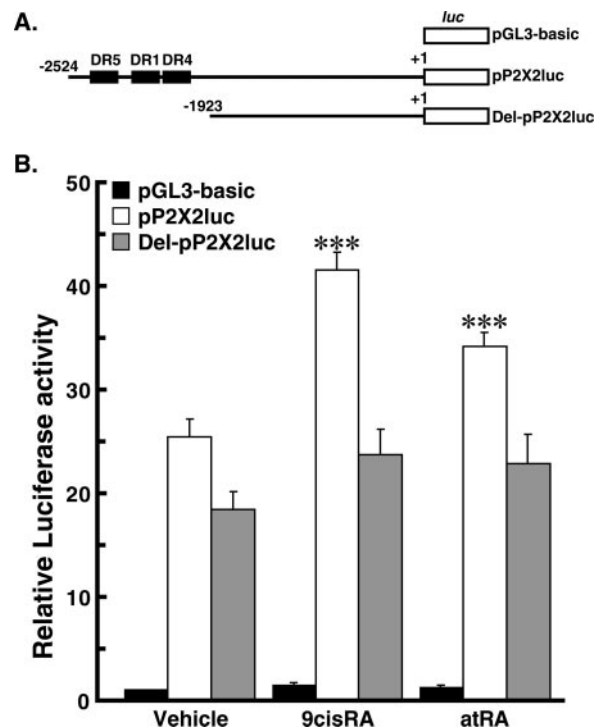 A.
luc
pGL3-basic
-2524 DR5 DR1 DR4 +1 pP2X2luc
-1923 +1 Del-pP2X2luc
B.
50
pGL3-basic
pP2X2luc
Del-pP2X2luc
***
***
40
30
20
10
0
Relative Luciferase activity
Vehicle 9cisRA atRA